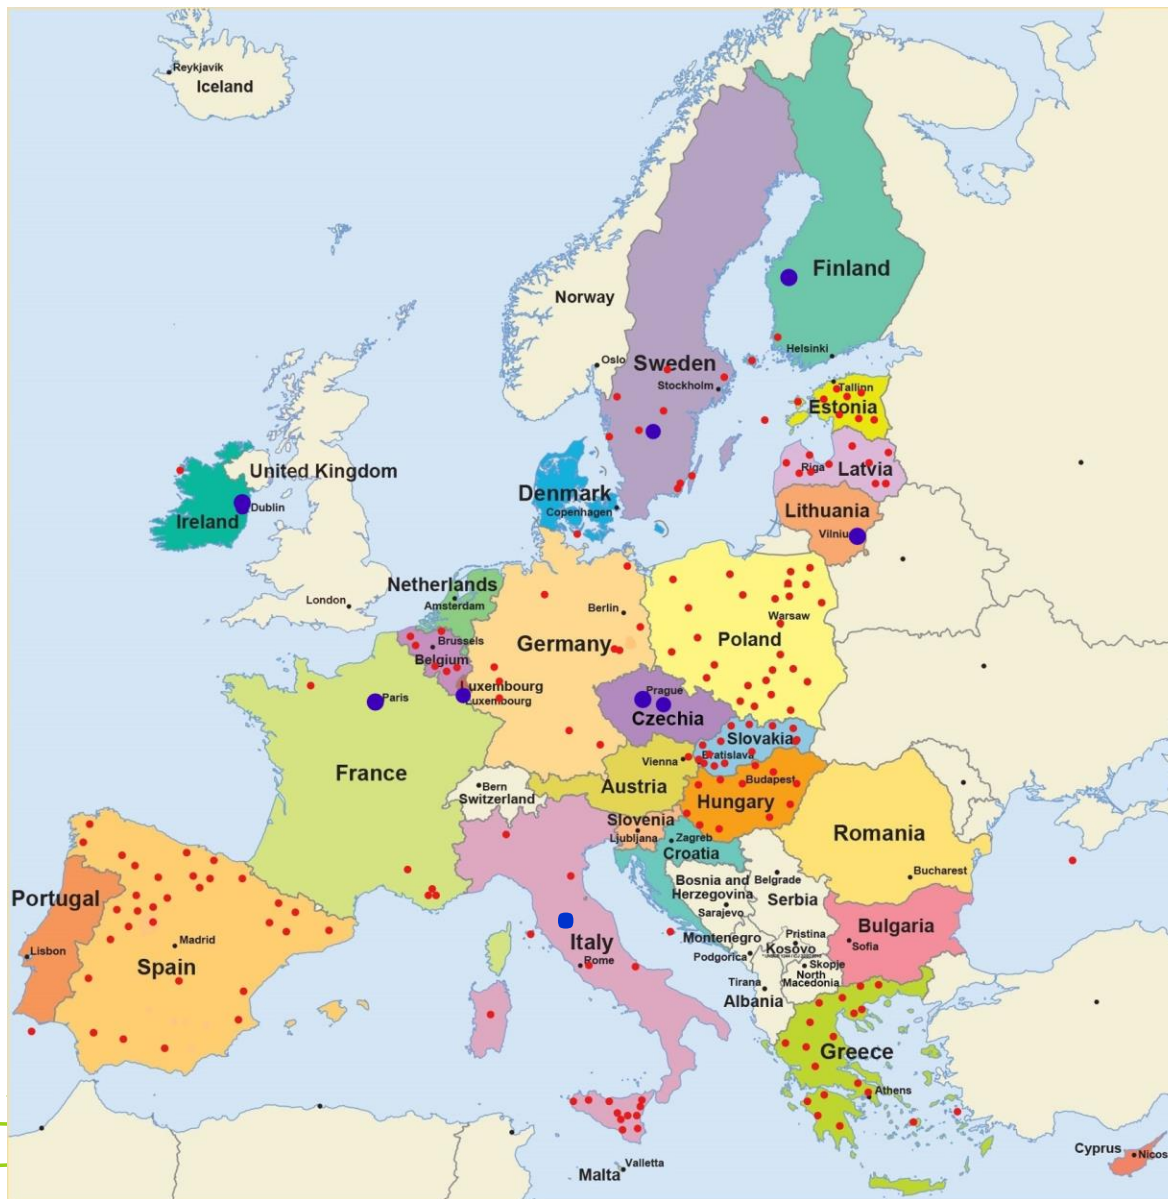 Reykjavik
Iceland
Finland
Norway
Oslo
Helsinki
Sweden
Stockholm
Tallinn
Estonia
United Kingdom
Riga
Latvia
Denmark
Copenhagen
Dublin
Ireland
Lithuania
Vilniu
Netherlands
Amsterdam
London
Berlin
Warsaw
Brussels
Germany
Poland
Belgium
Luxembourg
Luxembourg
Paris
Prague
Czechia
Slovakia
Bratislava
Vienna
France
Bern
Switzerland
Austria
Budapest
Hungary
Slovenia
Ljubljana
Zagreb
Croatia
Romania
Bucharest
Bosnia and
Herzegovina
Sarajevo
Belgrade
Serbia
Portugal
Lisbon
Madrid
Spain
Italy
Rome
Montenegro
Podgorica
Pristina
Kosovo
Bulgaria
Sofia
Skopje
North
Macedonia
Tirana
Albania
Greece
Athens
Malta
Valletta
Cyprus
Nicos